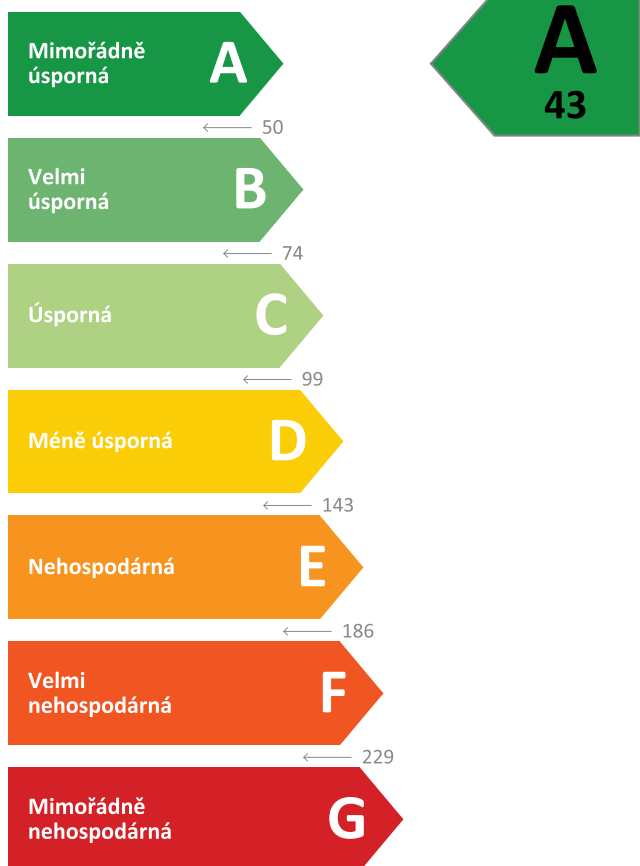 Mimořádně
úsporná
A
A
43
50
Velmi
úsporná
B
74
Úsporná
C
99
Méně úsporná
D
143
Nehospodárná
E
186
Velmi
nehospodárná
F
229
Mimořádně
nehospodárná
G